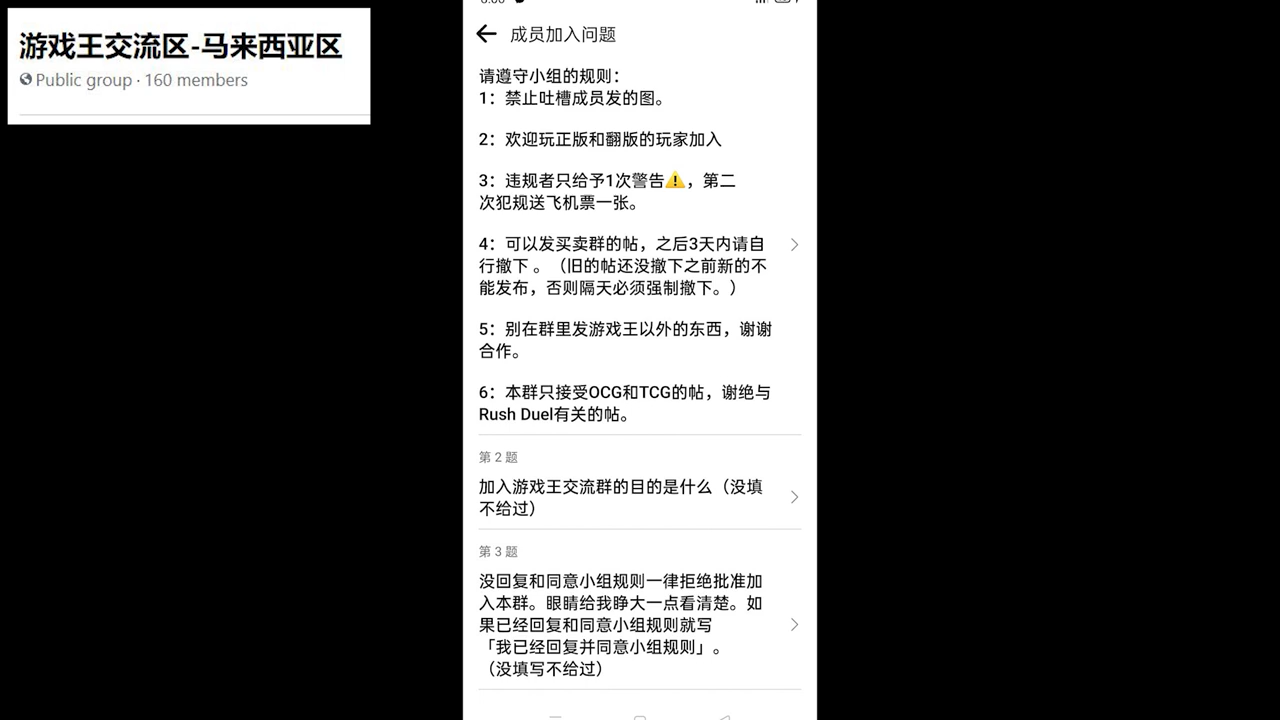 游戏王交流区-马来西亚区
Public group · 160 members
成员加入问题
请遵守小组的规则：
1：禁止吐槽成员发的图。
2：欢迎玩正版和翻版的玩家加入
3：违规者只给予1次警告⚠️，第二
次犯规送飞机票一张。
4：可以发买卖群的帖，之后3天内请自
行撤下 。（旧的帖还没撤下之前新的不
能发布，否则隔天必须强制撤下。）
5：别在群里发游戏王以外的东西，谢谢
合作。
6：本群只接受OCG和TCG的帖，谢绝与
Rush Duel有关的帖。
第 2 题
加入游戏王交流群的目的是什么（没填
不给过）
第 3 题
没回复和同意小组规则一律拒绝批准加
入本群。眼睛给我睁大一点看清楚。如
果已经回复和同意小组规则就写
「我已经回复并同意小组规则」。
（没填写不给过）